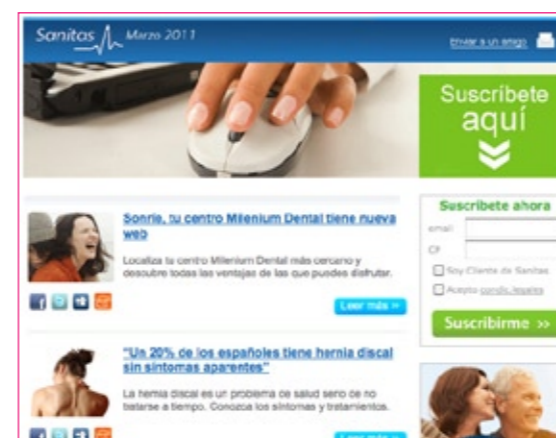 Sanitas
Marzo 2011
Enviar a un amigo
Suscríbete
aquí
Sonríe, tu centro Milenium Dental tiene nueva
web
Localiza tu centro Milenium Dental más cercano y
descubre todas las ventajas de las que puedes disfrutar.
Leer más »
"Un 20% de los españoles tiene hernia discal
sin síntomas aparentes"
La hernia discal es un problema de salud serio de no
tratarse a tiempo. Conozca los síntomas y tratamientos.
Leer más »
Suscríbete ahora
email
CP
Soy Cliente de Sanitas
Acepto condis. legales
Suscribirme »